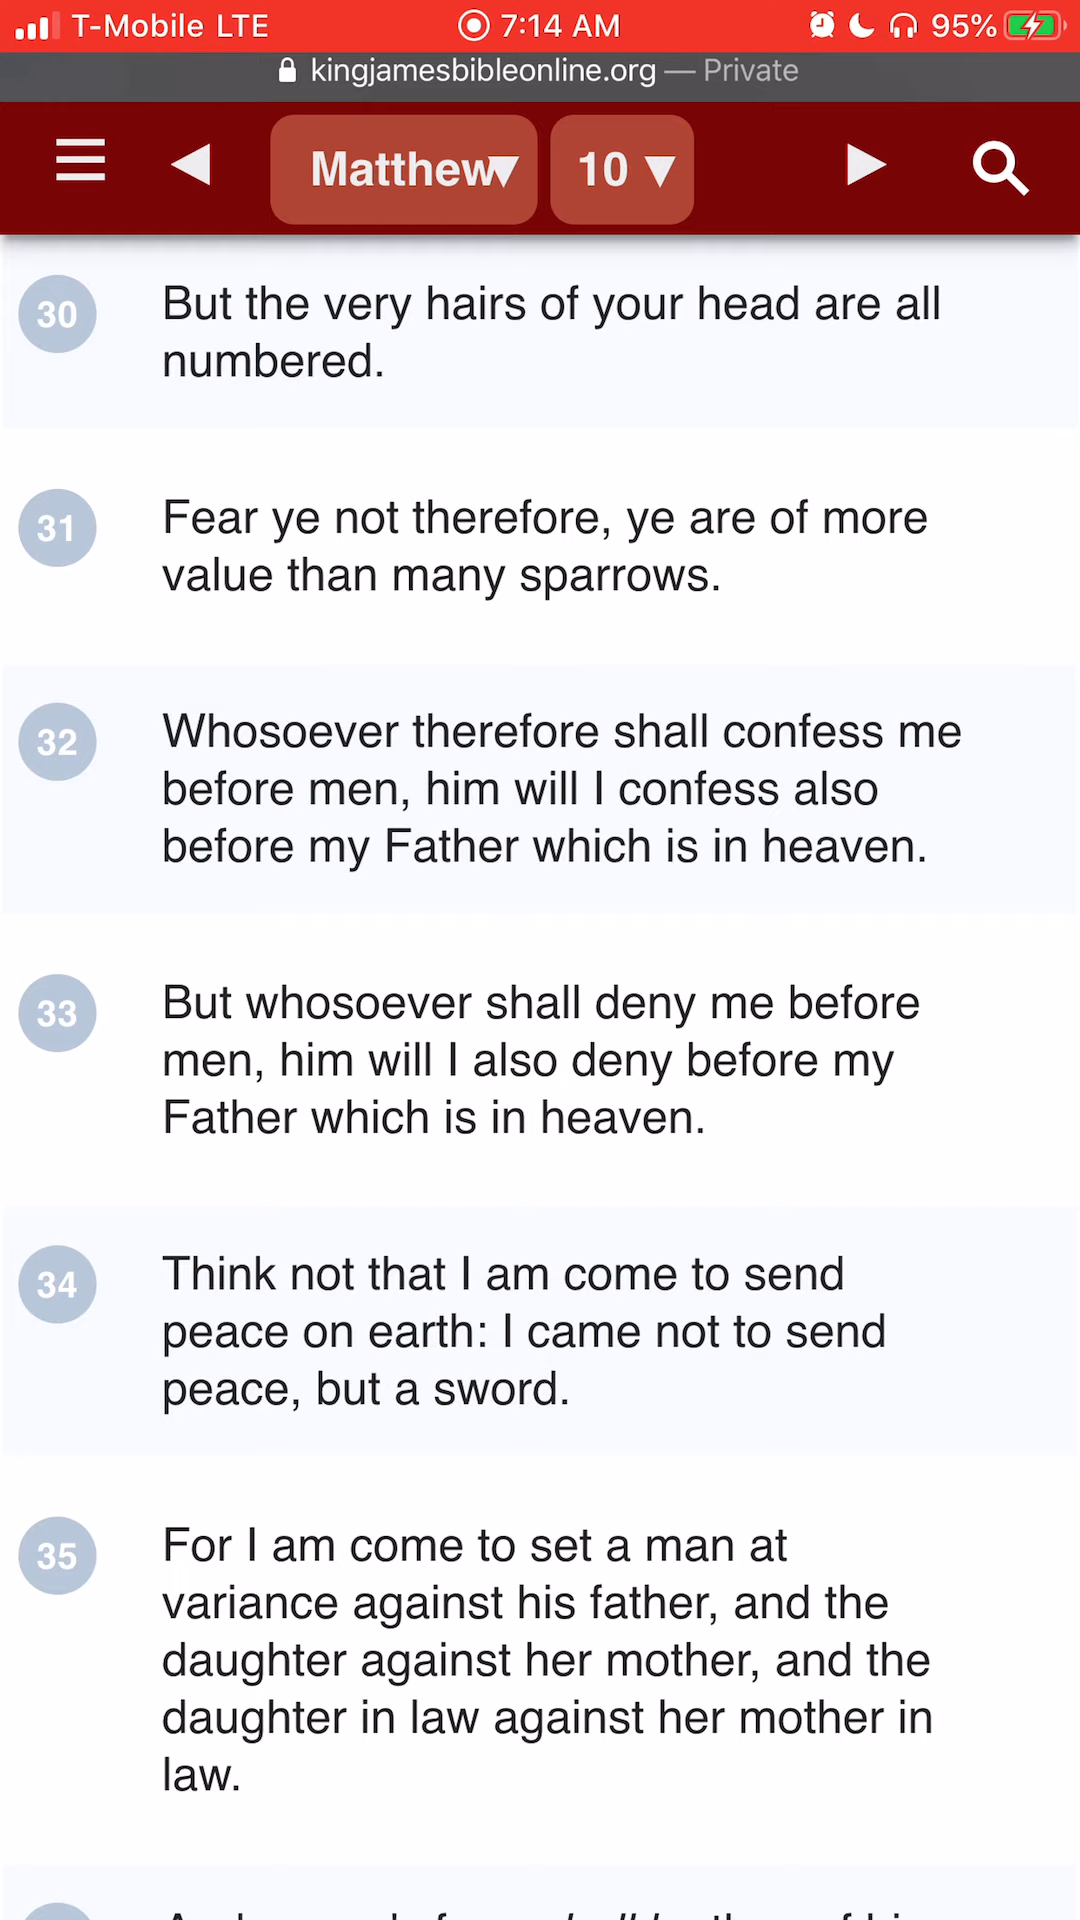 T-Mobile LTE 7:14 AM 95%
kingjamesbibleonline.org — Private
Matthew 10
30 But the very hairs of your head are all
numbered.
31 Fear ye not therefore, ye are of more
value than many sparrows.
32 Whosoever therefore shall confess me
before men, him will I confess also
before my Father which is in heaven.
33 But whosoever shall deny me before
men, him will I also deny before my
Father which is in heaven.
34 Think not that I am come to send
peace on earth: I came not to send
peace, but a sword.
35 For I am come to set a man at
variance against his father, and the
daughter against her mother, and the
daughter in law against her mother in
law.